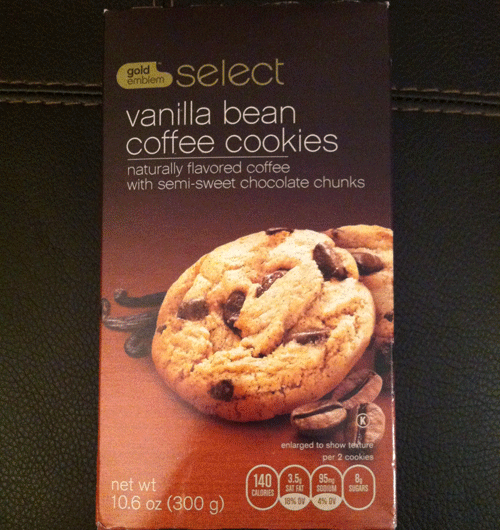 gold
emblem
™
select
vanilla bean
coffee cookies
naturally flavored coffee
with semi-sweet chocolate chunks
K
enlarged to show texture
per 2 cookies
140
CALORIES
3.5g
SAT FAT
18% DV
95mg
SODIUM
4% DV
8g
SUGARS
net wt
10.6 oz (300 g)